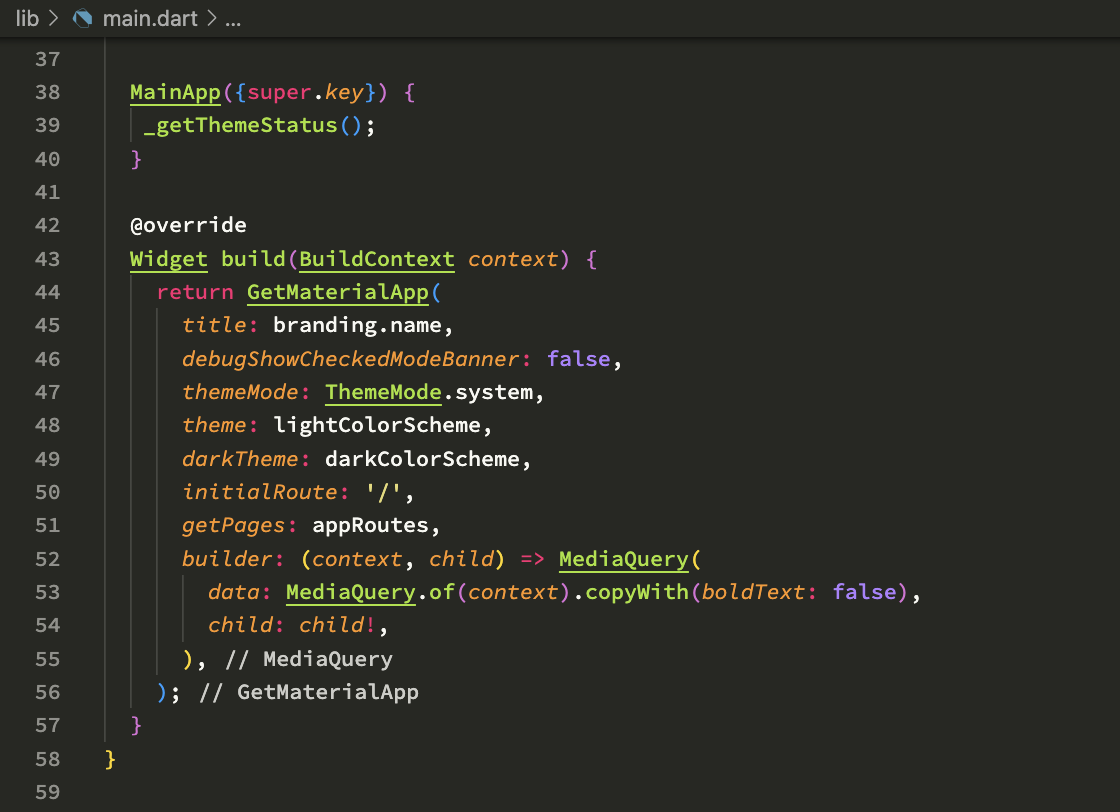 lib > main.dart > ...
37
38 MainApp({super.key}) {
39 _getThemeStatus();
40 }
41
42 @override
43 Widget build(BuildContext context) {
44 return GetMaterialApp(
45 title: branding.name,
46 debugShowCheckedModeBanner: false,
47 themeMode: ThemeMode.system,
48 theme: lightColorScheme,
49 darkTheme: darkColorScheme,
50 initialRoute: '/',
51 getPages: appRoutes,
52 builder: (context, child) => MediaQuery(
53 data: MediaQuery.of(context).copyWith(boldText: false),
54 child: child!,
55 ), // MediaQuery
56 ); // GetMaterialApp
57 }
58 }
59